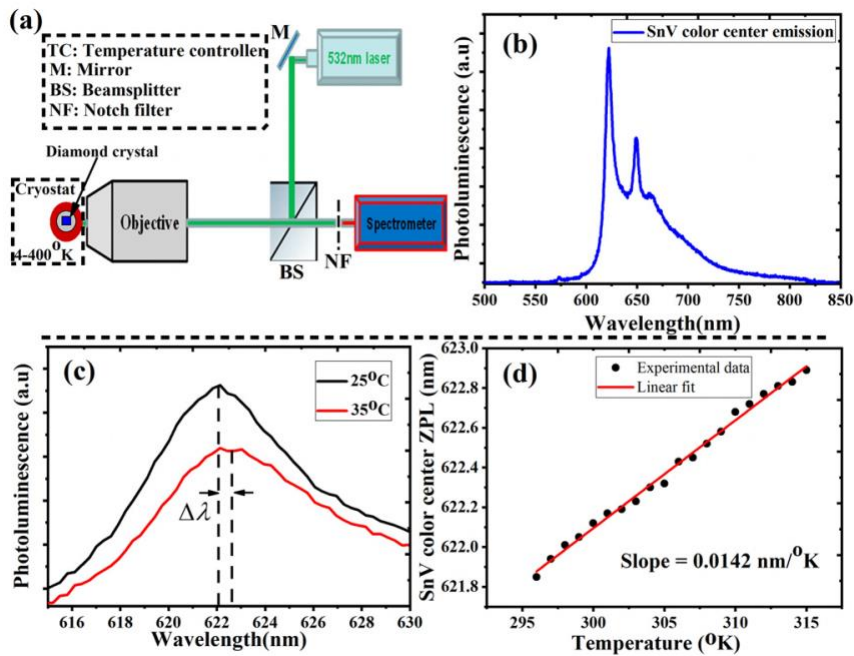 (a)
TC: Temperature controller
M: Mirror
BS: Beamsplitter
NF: Notch filter
M
532nm laser
Diamond crystal
Cryostat
4-400 °K
Objective
BS
NF
Spectrometer
(b)
SnV color center emission
Photoluminescence (a.u)
500 550 600 650 700 750 800 850
Wavelength(nm)
(c)
25°C
35°C
Δλ
Photoluminescence (a.u)
616 618 620 622 624 626 628 630
Wavelength(nm)
(d)
Experimental data
Linear fit
SnV color center ZPL (nm)
623.0
622.8
622.6
622.4
622.2
622.0
621.8
Slope = 0.0142 nm/°K
295 300 305 310 315
Temperature (°K)